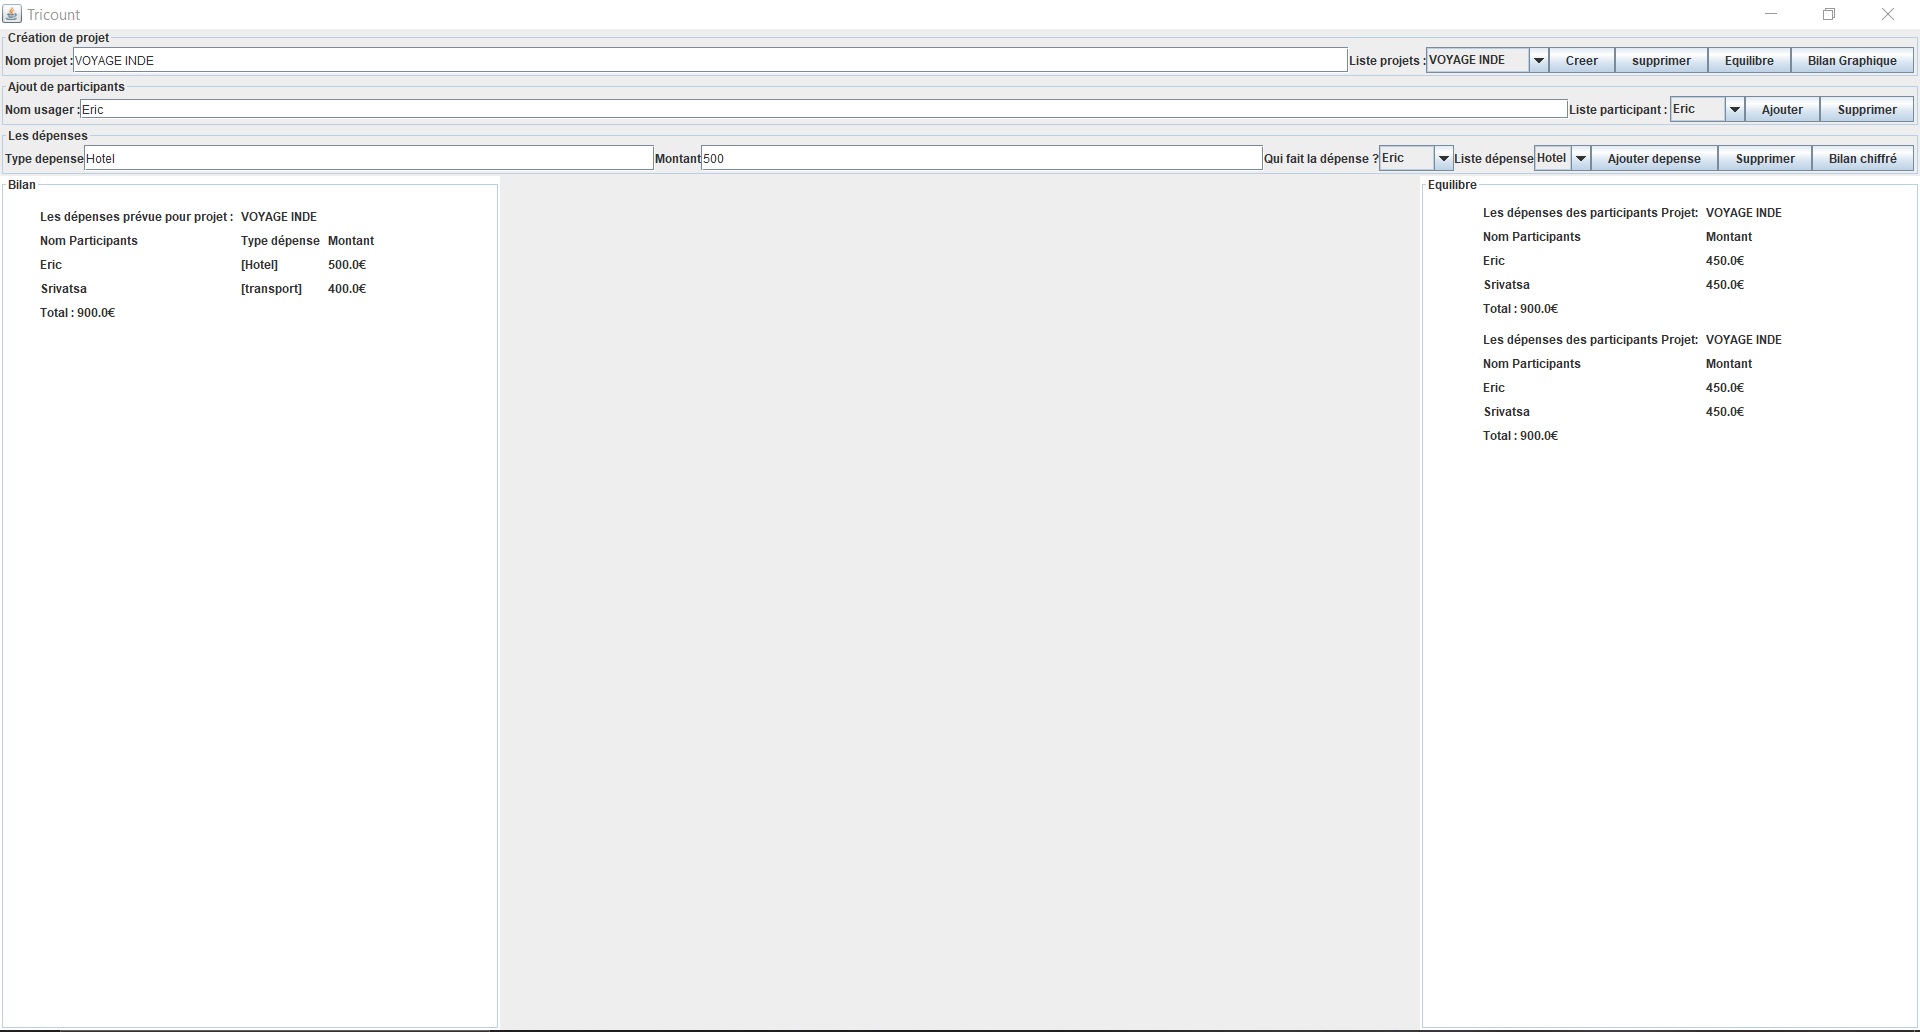 Tricount
Création de projet
Nom projet : VOYAGE INDE Liste projets : VOYAGE INDE Creer supprimer Equilibre Bilan Graphique
Ajout de participants
Nom usager : Eric Liste participant : Eric Ajouter Supprimer
Les dépenses
Type depense Hotel Montant 500 Qui fait la dépense ? Eric Liste dépense Hotel Ajouter depense Supprimer Bilan chiffré
Bilan
Les dépenses prévue pour projet : VOYAGE INDE
Nom Participants Type dépense Montant
Eric [Hotel] 500.0€
Srivatsa [transport] 400.0€
Total : 900.0€
Equilibre
Les dépenses des participants Projet: VOYAGE INDE
Nom Participants Montant
Eric 450.0€
Srivatsa 450.0€
Total : 900.0€
Les dépenses des participants Projet: VOYAGE INDE
Nom Participants Montant
Eric 450.0€
Srivatsa 450.0€
Total : 900.0€